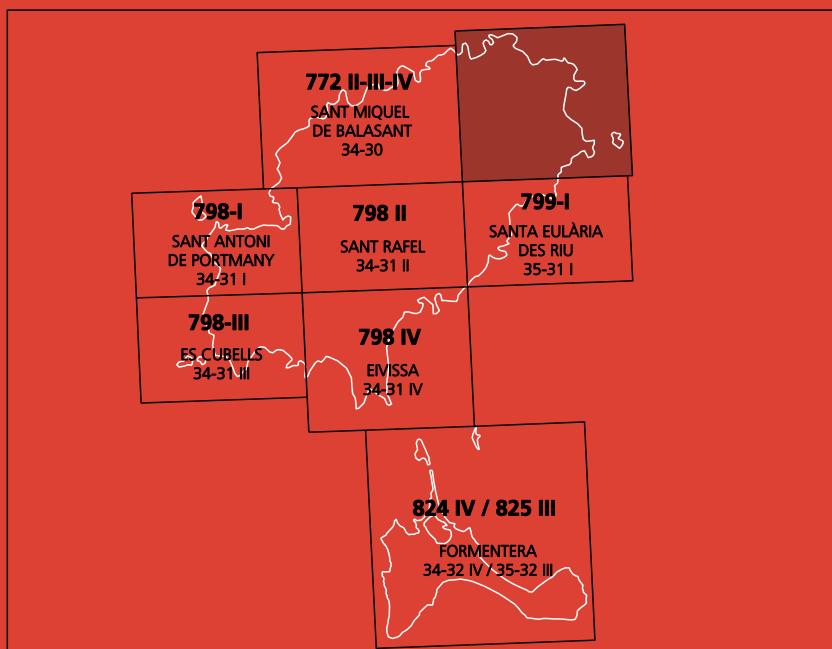 772 II-III-IV
SANT MIQUEL
DE BALASANT
34-30
798-I
SANT ANTONI
DE PORTMANY
34-31 I
798 II
SANT RAFEL
34-31 II
799-I
SANTA EULÀRIA
DES RIU
35-31 I
798-III
ES CUBELLS
34-31 III
798 IV
EIVISSA
34-31 IV
824 IV / 825 III
FORMENTERA
34-32 IV / 35-32 III